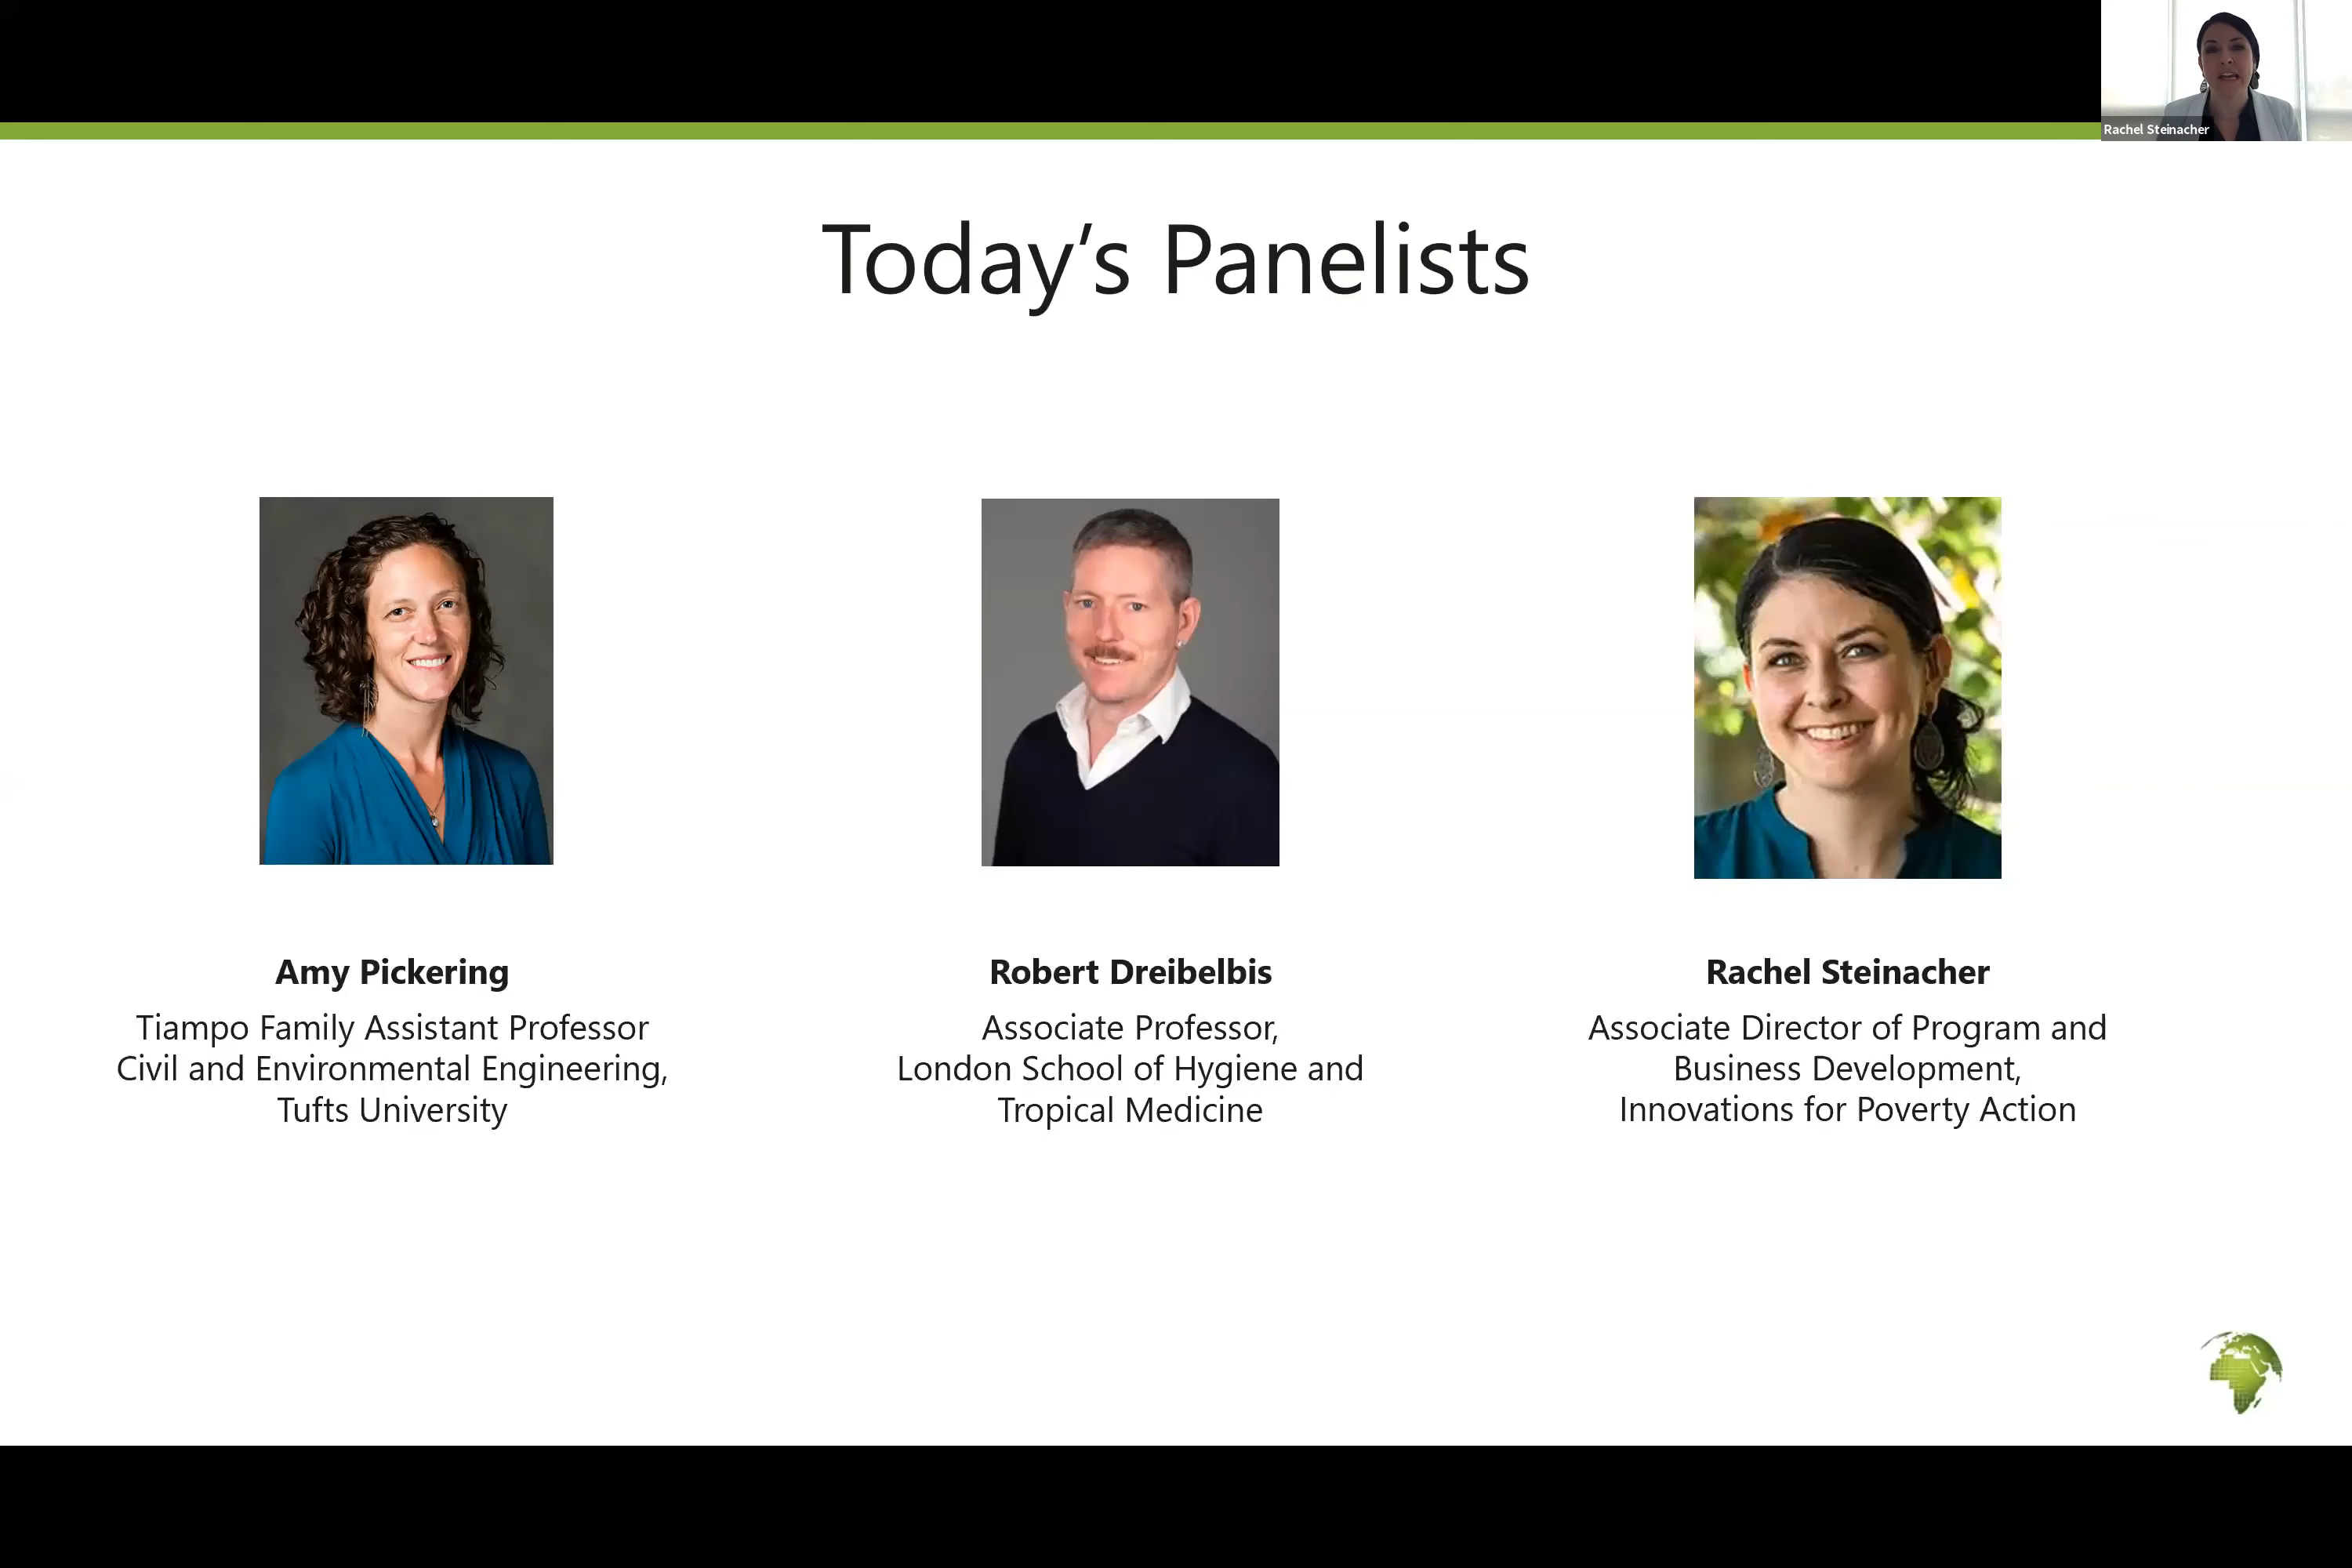 Rachel Steinacher
Today’s Panelists
Amy Pickering
Tiampo Family Assistant Professor
Civil and Environmental Engineering,
Tufts University
Robert Dreibelbis
Associate Professor,
London School of Hygiene and
Tropical Medicine
Rachel Steinacher
Associate Director of Program and
Business Development,
Innovations for Poverty Action